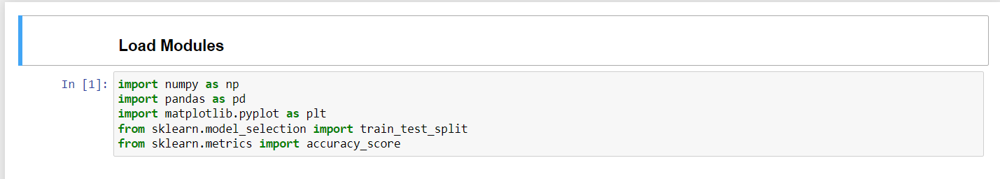 Load Modules
In [1]:
import numpy as np
import pandas as pd
import matplotlib.pyplot as plt
from sklearn.model_selection import train_test_split
from sklearn.metrics import accuracy_score